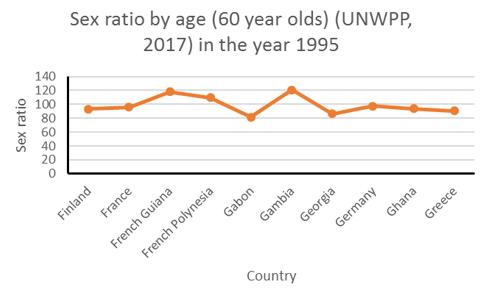 Sex ratio by age (60 year olds) (UNWPP,
2017) in the year 1995
Sex ratio
140
120
100
80
60
40
20
0
Finland
France
French Guiana
French Polynesia
Gabon
Gambia
Georgia
Germany
Ghana
Greece
Country